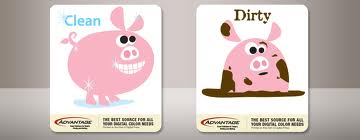 Clean
ADVANTAGE
THE BEST SOURCE FOR ALL
YOUR DIGITAL COLOR NEEDS
Dirty
ADVANTAGE
THE BEST SOURCE FOR ALL
YOUR DIGITAL COLOR NEEDS